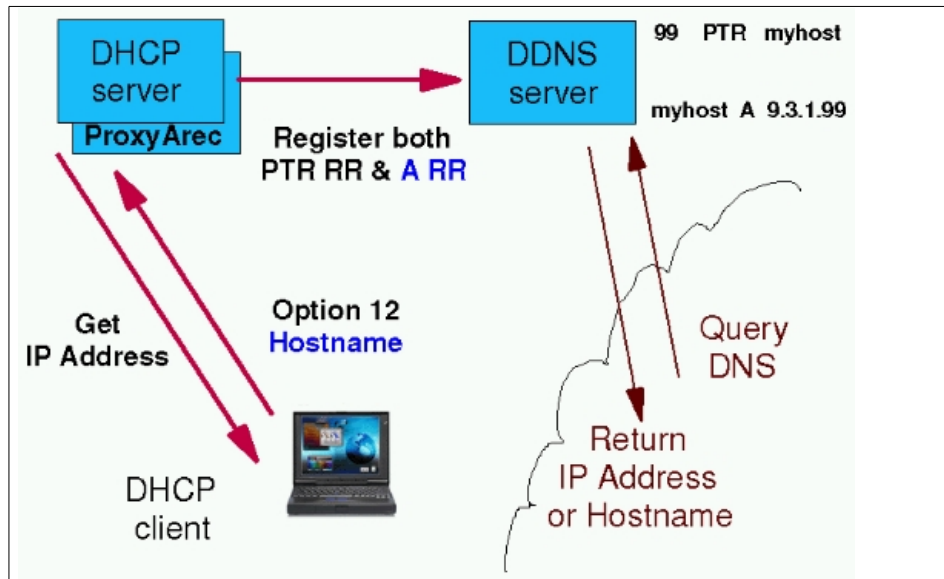 DHCP
server
ProxyArec
Register both
PTR RR & A RR
DDNS
server
99 PTR myhost
myhost A 9.3.1.99
Get
IP Address
Option 12
Hostname
DHCP
client
Query
DNS
Return
IP Address
or Hostname